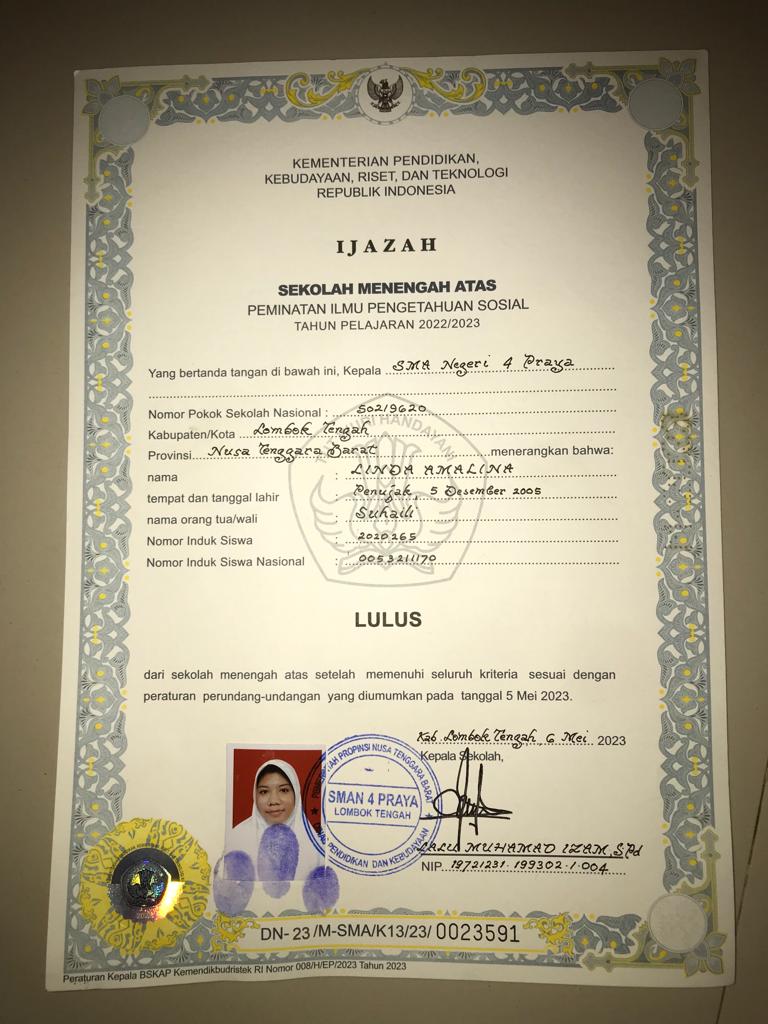 KEMENTERIAN PENDIDIKAN,
KEBUDAYAAN, RISET, DAN TEKNOLOGI
REPUBLIK INDONESIA
IJAZAH
SEKOLAH MENENGAH ATAS
PEMINATAN ILMU PENGETAHUAN SOSIAL
TAHUN PELAJARAN 2022/2023
Yang bertanda tangan di bawah ini, Kepala SMA Negeri 4 Praya
Nomor Pokok Sekolah Nasional : 50219620
Kabupaten/Kota Lombok Tengah
Provinsi Nusa Tenggara Barat menerangkan bahwa:
nama : LINDA AMALINA
tempat dan tanggal lahir : Penujak, 5 Desember 2005
nama orang tua/wali : Suhaili
Nomor Induk Siswa : 2020265
Nomor Induk Siswa Nasional : 0053211170
TUT WURI HANDAYANI
LULUS
dari sekolah menengah atas setelah memenuhi seluruh kriteria sesuai dengan
peraturan perundang-undangan yang diumumkan pada tanggal 5 Mei 2023.
Kab. Lombok Tengah, 6 Mei 2023
Kepala Sekolah,
PEMERINTAH PROPINSI NUSA TENGGARA BARAT
SMAN 4 PRAYA
LOMBOK TENGAH
DINAS PENDIDIKAN DAN KEBUDAYAAN
LALU MUHAMAD IZAM, S.Pd
NIP. 19721231 199302 1 004
DN- 23 /M-SMA/K13/23/ 0023591
Peraturan Kepala BSKAP Kemendikbudristek RI Nomor 008/H/EP/2023 Tahun 2023